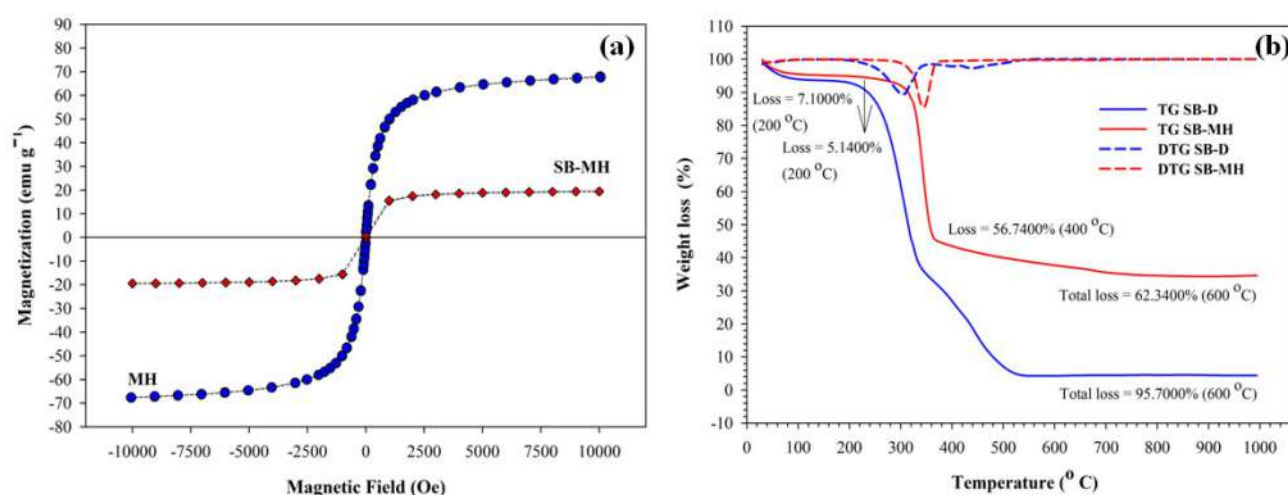 (a)
Magnetization (emu g⁻¹)
90
80
70
60
50
40
30
20
10
0
-10
-20
-30
-40
-50
-60
-70
-80
SB-MH
MH
-10000 -7500 -5000 -2500 0 2500 5000 7500 10000
Magnetic Field (Oe)
(b)
Weight loss (%)
110
100
90
80
70
60
50
40
30
20
10
0
-10
Loss = 7.1000%
(200 °C)
Loss = 5.1400%
(200 °C)
TG SB-D
TG SB-MH
DTG SB-D
DTG SB-MH
Loss = 56.7400% (400 °C)
Total loss = 62.3400% (600 °C)
Total loss = 95.7000% (600 °C)
0 100 200 300 400 500 600 700 800 900 1000
Temperature (° C)